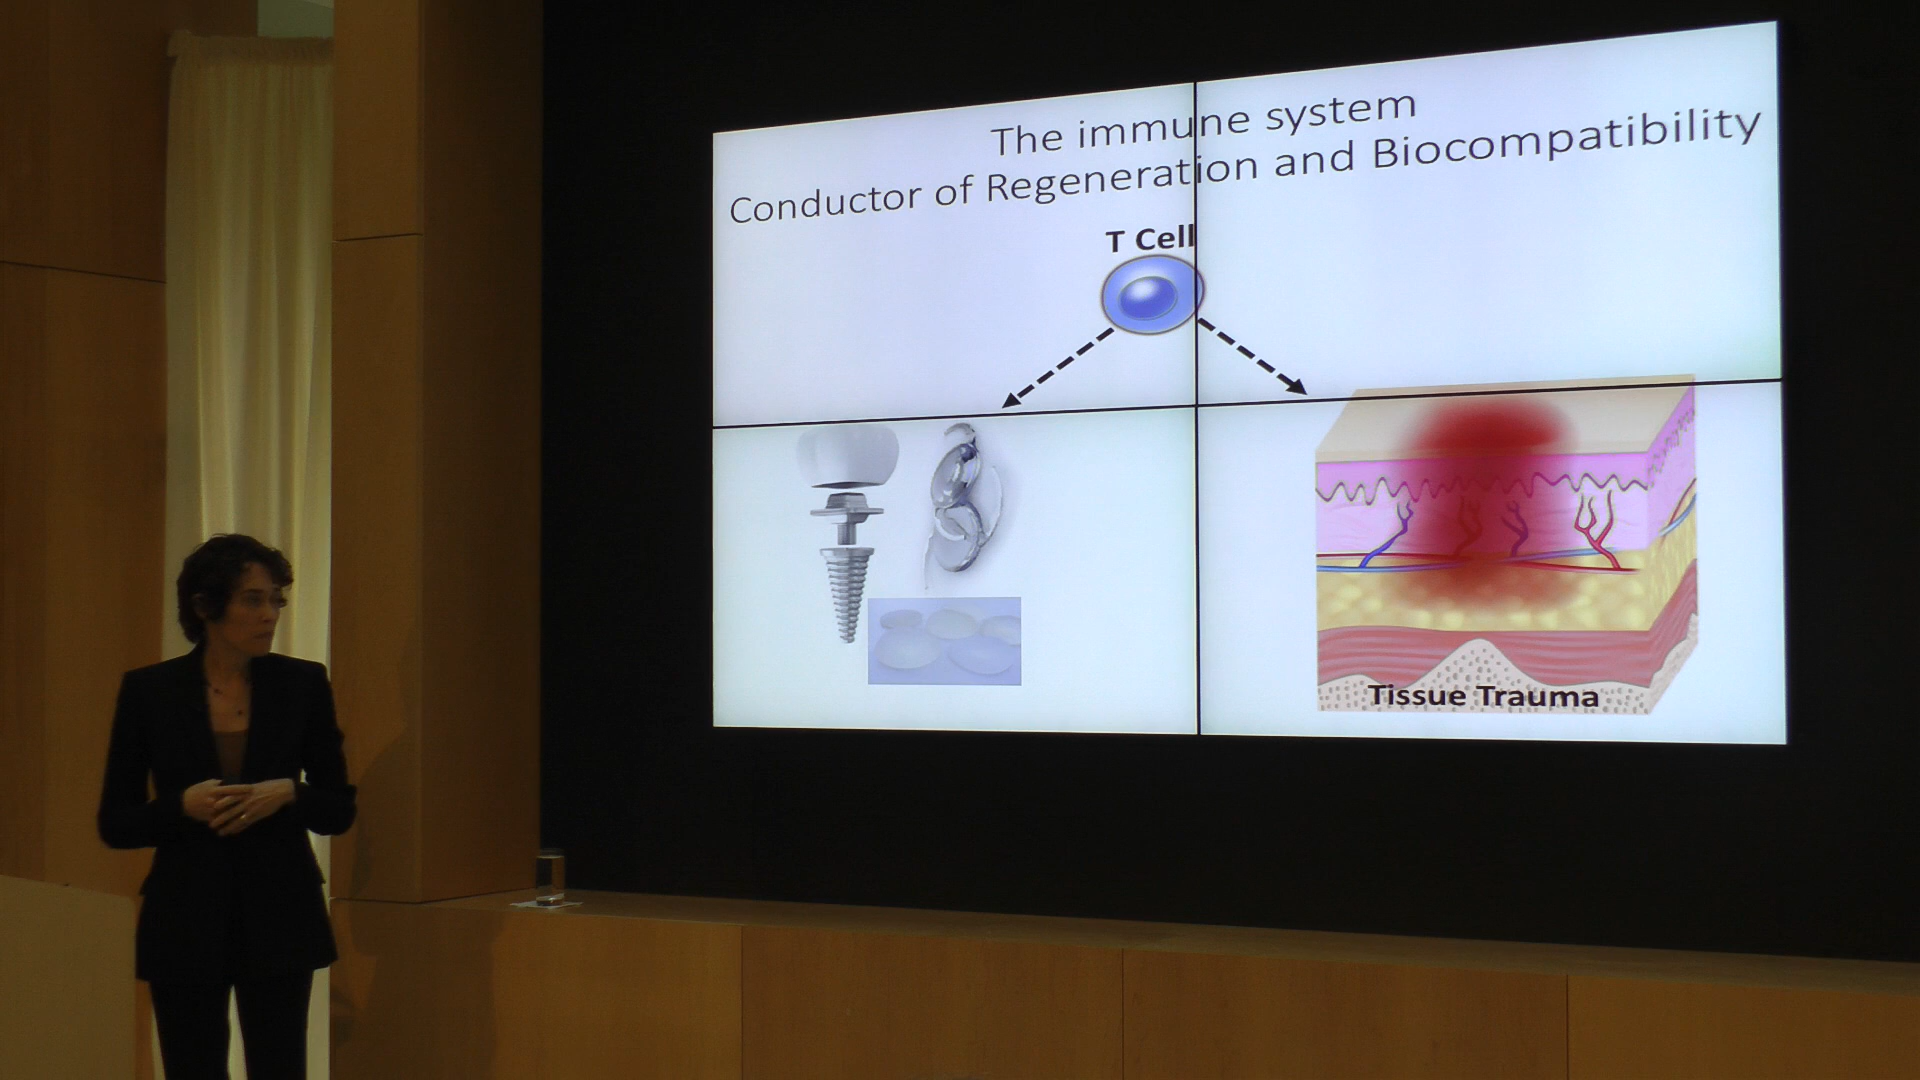 The immune system
Conductor of Regeneration and Biocompatibility
T Cell
Tissue Trauma